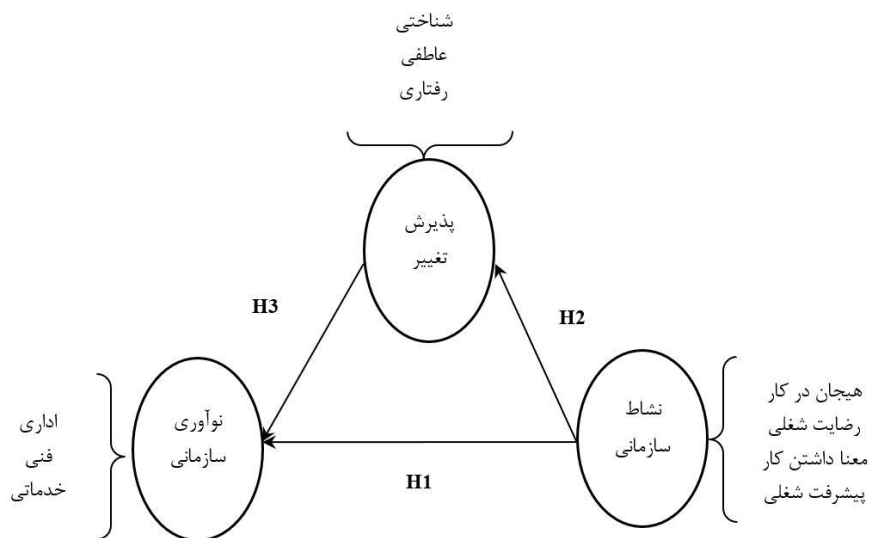 شناختی
عاطفی
رفتاری
پذیرش
تغییر
H3
H2
هیجان در کار
رضایت شغلی
معنا داشتن کار
پیشرفت شغلی
نشاط
سازمانی
نوآوری
سازمانی
اداری
فنی
خدماتی
H1